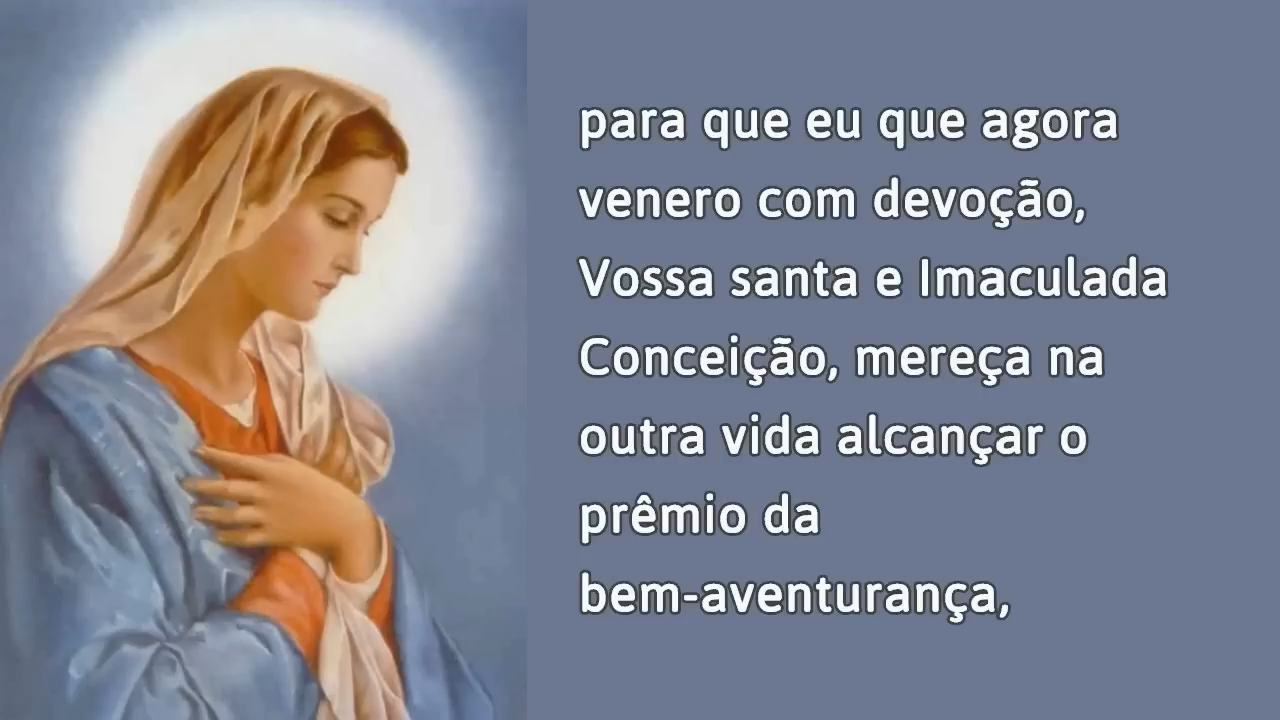 para que eu que agora
venero com devoção,
Vossa santa e Imaculada
Conceição, mereça na
outra vida alcançar o
prêmio da
bem-aventurança,